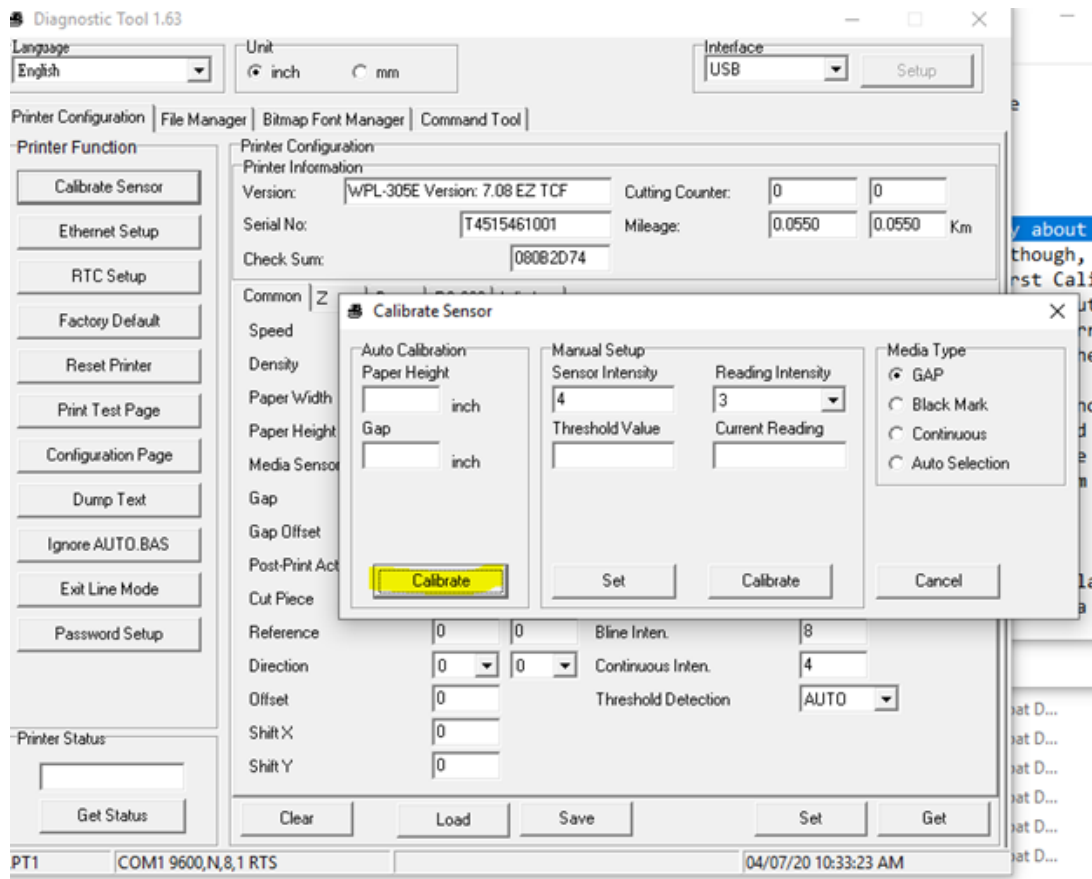 Diagnostic Tool 1.63
Language
English
Unit
inch mm
Interface
USB
Setup
Printer Configuration File Manager Bitmap Font Manager Command Tool
Printer Function
Calibrate Sensor
Ethernet Setup
RTC Setup
Factory Default
Reset Printer
Print Test Page
Configuration Page
Dump Text
Ignore AUTO.BAS
Exit Line Mode
Password Setup
Printer Status
Get Status
Printer Configuration
Printer Information
Version: WPL-305E Version: 7.08 EZ TCF Cutting Counter: 0 0
Serial No: T4515461001 Mileage: 0.0550 0.0550 Km
Check Sum: 080B2D74
Common Z
Speed
Density
Paper Width
Paper Height
Media Sensor
Gap
Gap Offset
Post-Print Act
Cut Piece
Reference 0 0 Bline Inten. 8
Direction 0 0 Continuous Inten. 4
Offset 0 Threshold Detection AUTO
Shift X 0
Shift Y 0
Clear Load Save Set Get
Calibrate Sensor
Auto Calibration
Paper Height
inch
Gap
inch
Calibrate
Manual Setup
Sensor Intensity Reading Intensity
4 3
Threshold Value Current Reading
Set Calibrate
Media Type
GAP
Black Mark
Continuous
Auto Selection
Cancel
PT1 COM1 9600,N,8,1 RTS 04/07/20 10:33:23 AM
y about
though,
rst Cali
pat D...
pat D...
pat D...
pat D...
pat D...
pat D...